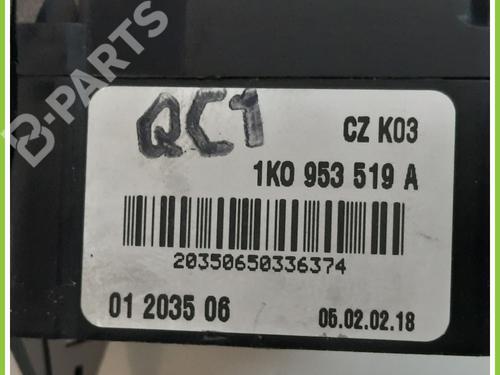 B-PARTS
QC1
CZ K03
1K0 953 519 A
20350650336374
01 2035 06
05.02.02.18